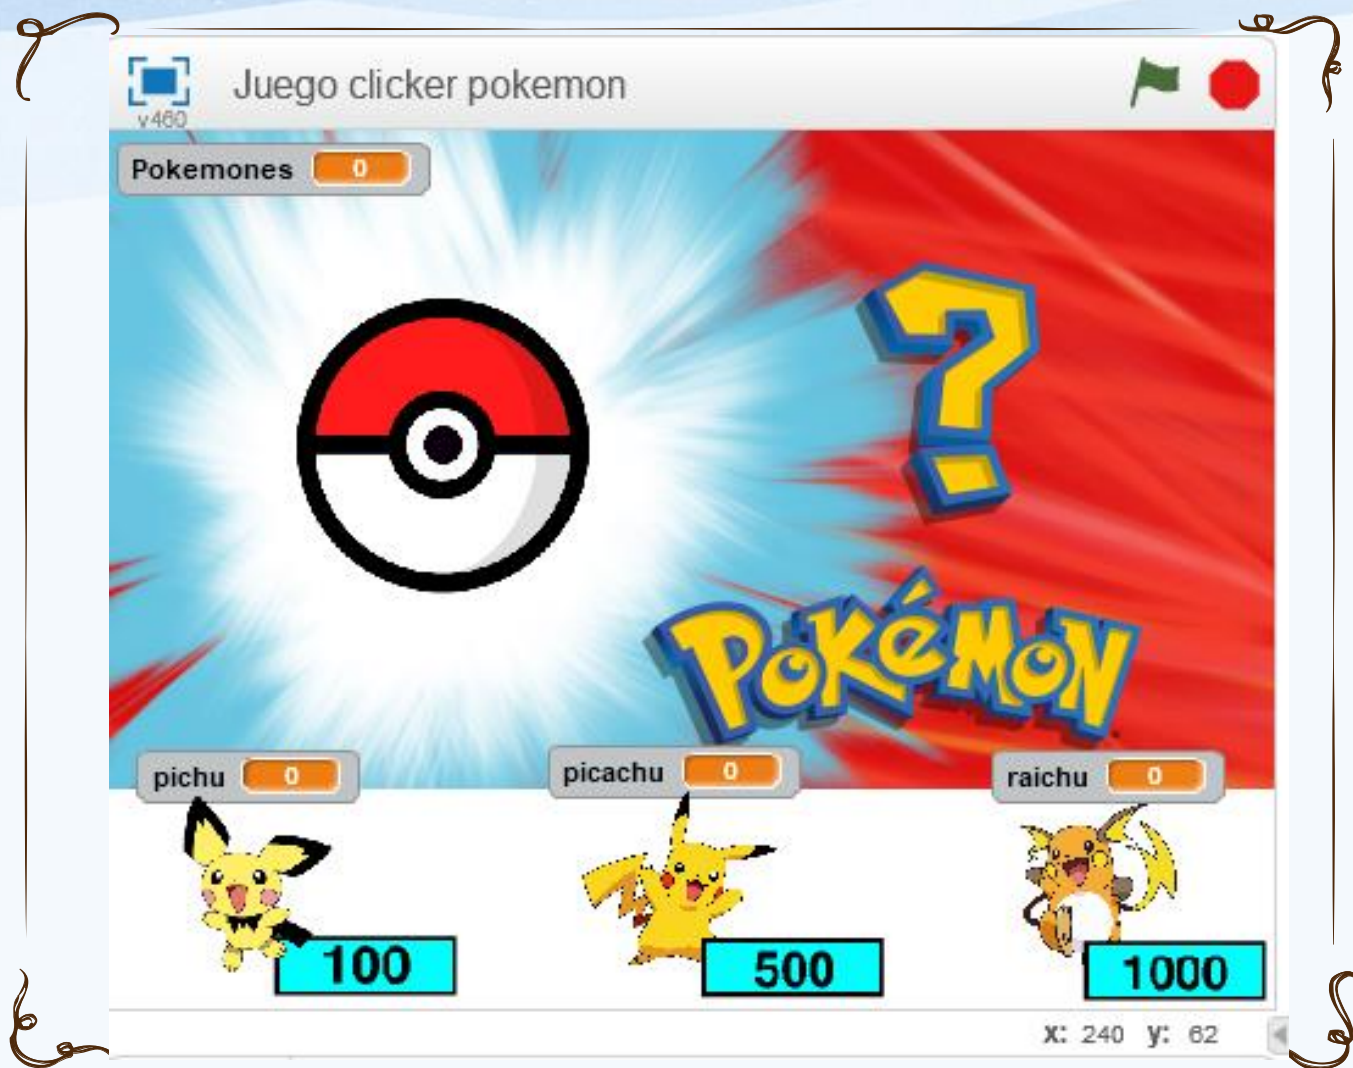 Juego clicker pokemon
v460
Pokemones 0
?
POKéMON
pichu 0
picachu 0
raichu 0
100
500
1000
x: 240 y: 62